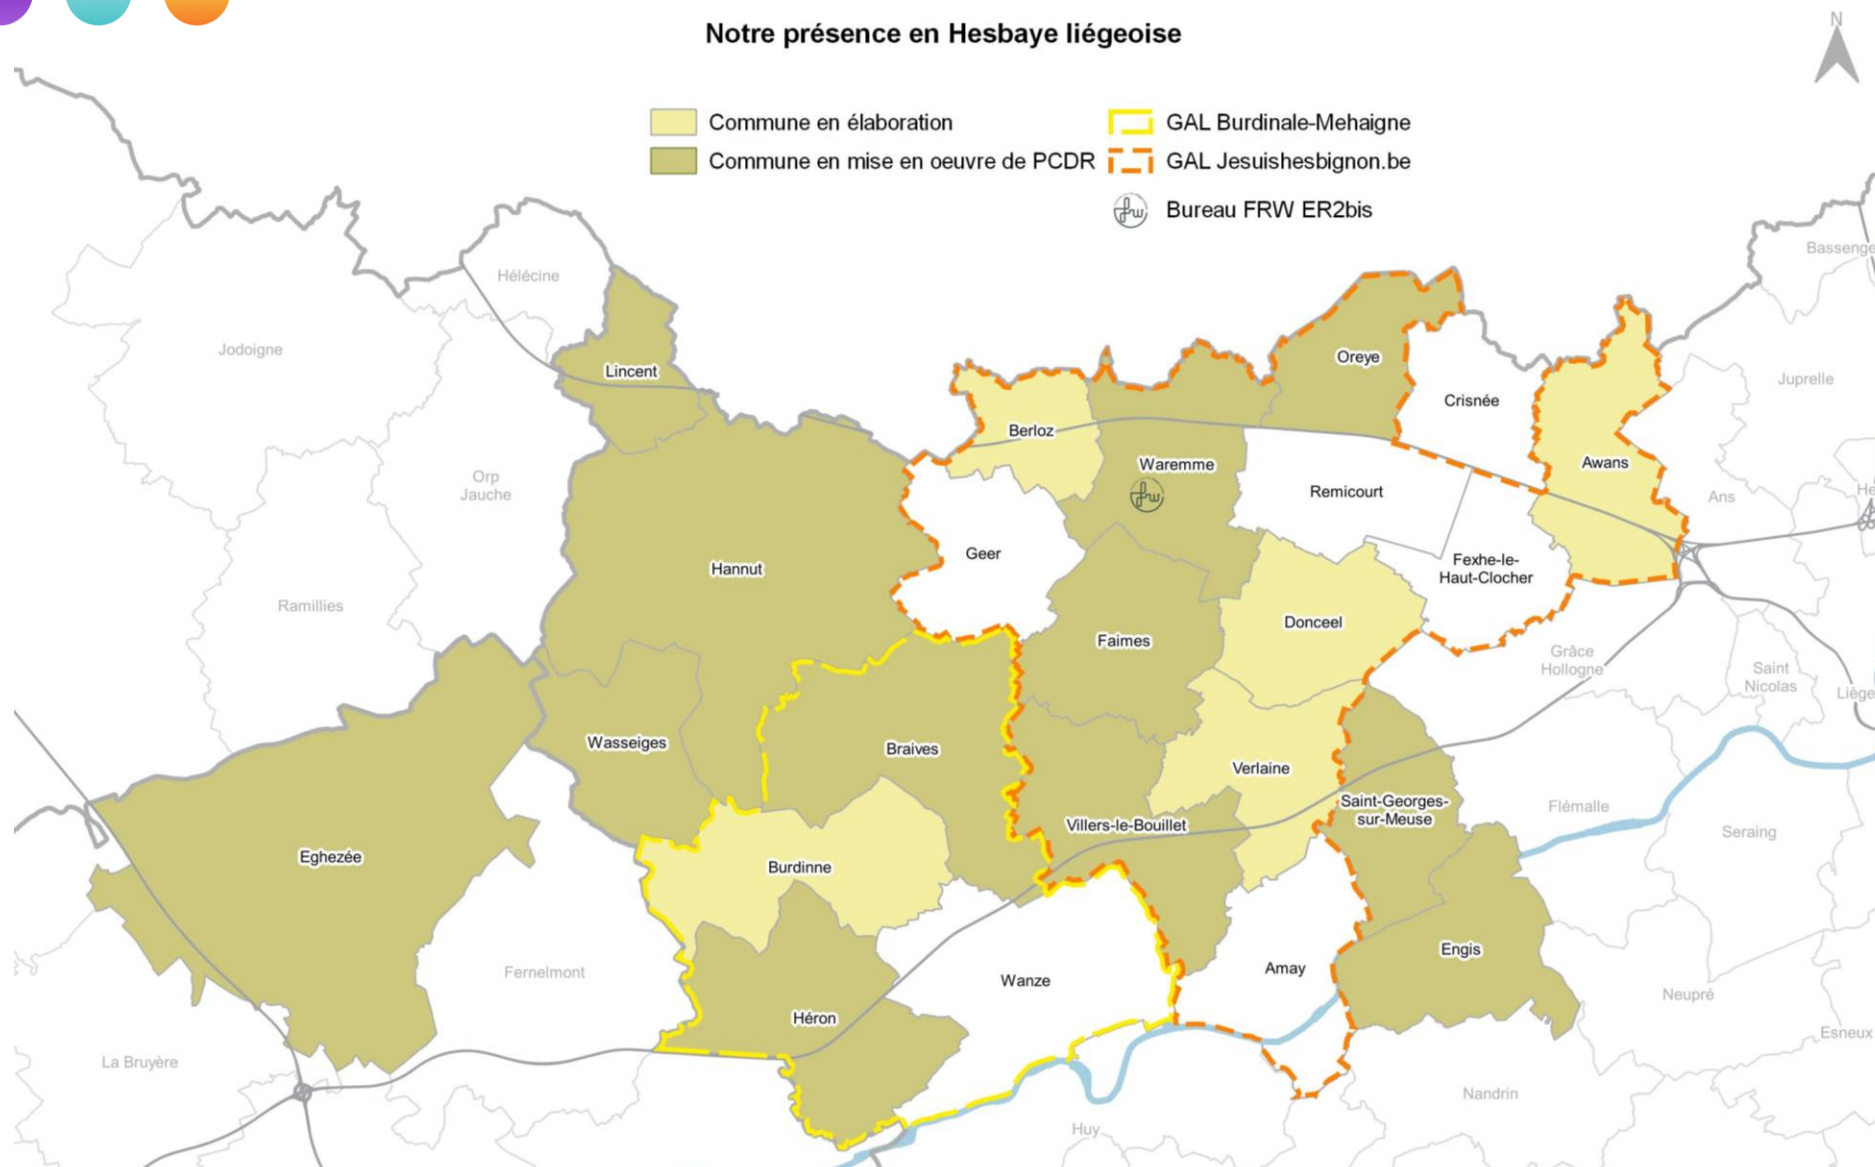 Notre présence en Hesbaye liégeoise
N
Commune en élaboration
GAL Burdinale-Mehaigne
Commune en mise en oeuvre de PCDR
GAL Jesuishesbignon.be
frw
Bureau FRW ER2bis
Bassenge
Hélécine
Jodoigne
Lincent
Oreye
Juprelle
Crisnée
Berloz
Waremme
Awans
Orp
Jauche
Remicourt
frw
Ans
Geer
Hannut
Fexhe-le-
Haut-Clocher
Ramillies
Donceel
Faimes
Grâce
Hollogne
Saint
Nicolas
Liège
Wasseiges
Braives
Verlaine
Saint-Georges-
sur-Meuse
Flémalle
Villers-le-Bouillet
Seraing
Eghezée
Burdinne
Engis
Fernelmont
Wanze
Amay
Neupré
Héron
Esneux
La Bruyère
Nandrin
Huy